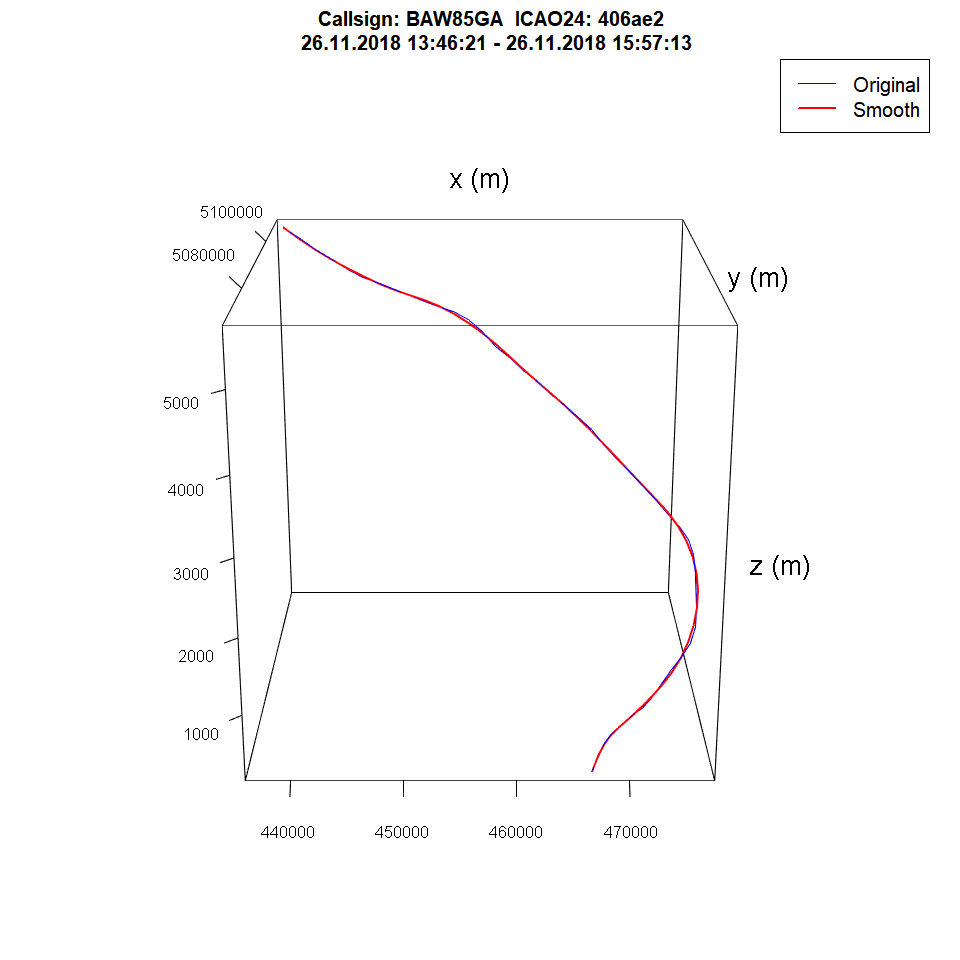 Callsign: BAW85GA  ICAO24: 406ae2
26.11.2018 13:46:21 - 26.11.2018 15:57:13
Original
Smooth
x (m)
5100000
5080000
y (m)
5000
4000
3000
z (m)
2000
1000
440000 450000 460000 470000